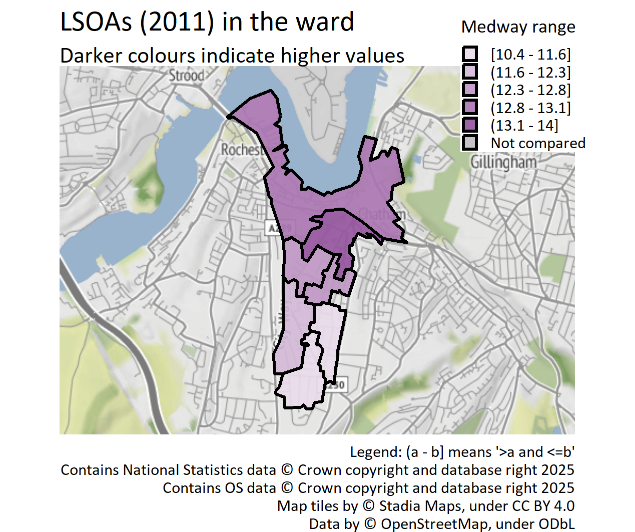 LSOAs (2011) in the ward
Darker colours indicate higher values
Medway range
[10.4 - 11.6]
(11.6 - 12.3]
(12.3 - 12.8]
(12.8 - 13.1]
(13.1 - 14]
Not compared
Strood
Rochest
Gillingham
Chatham
Legend: (a - b] means '>a and <=b'
Contains National Statistics data © Crown copyright and database right 2025
Contains OS data © Crown copyright and database right 2025
Map tiles by © Stadia Maps, under CC BY 4.0
Data by © OpenStreetMap, under ODbL